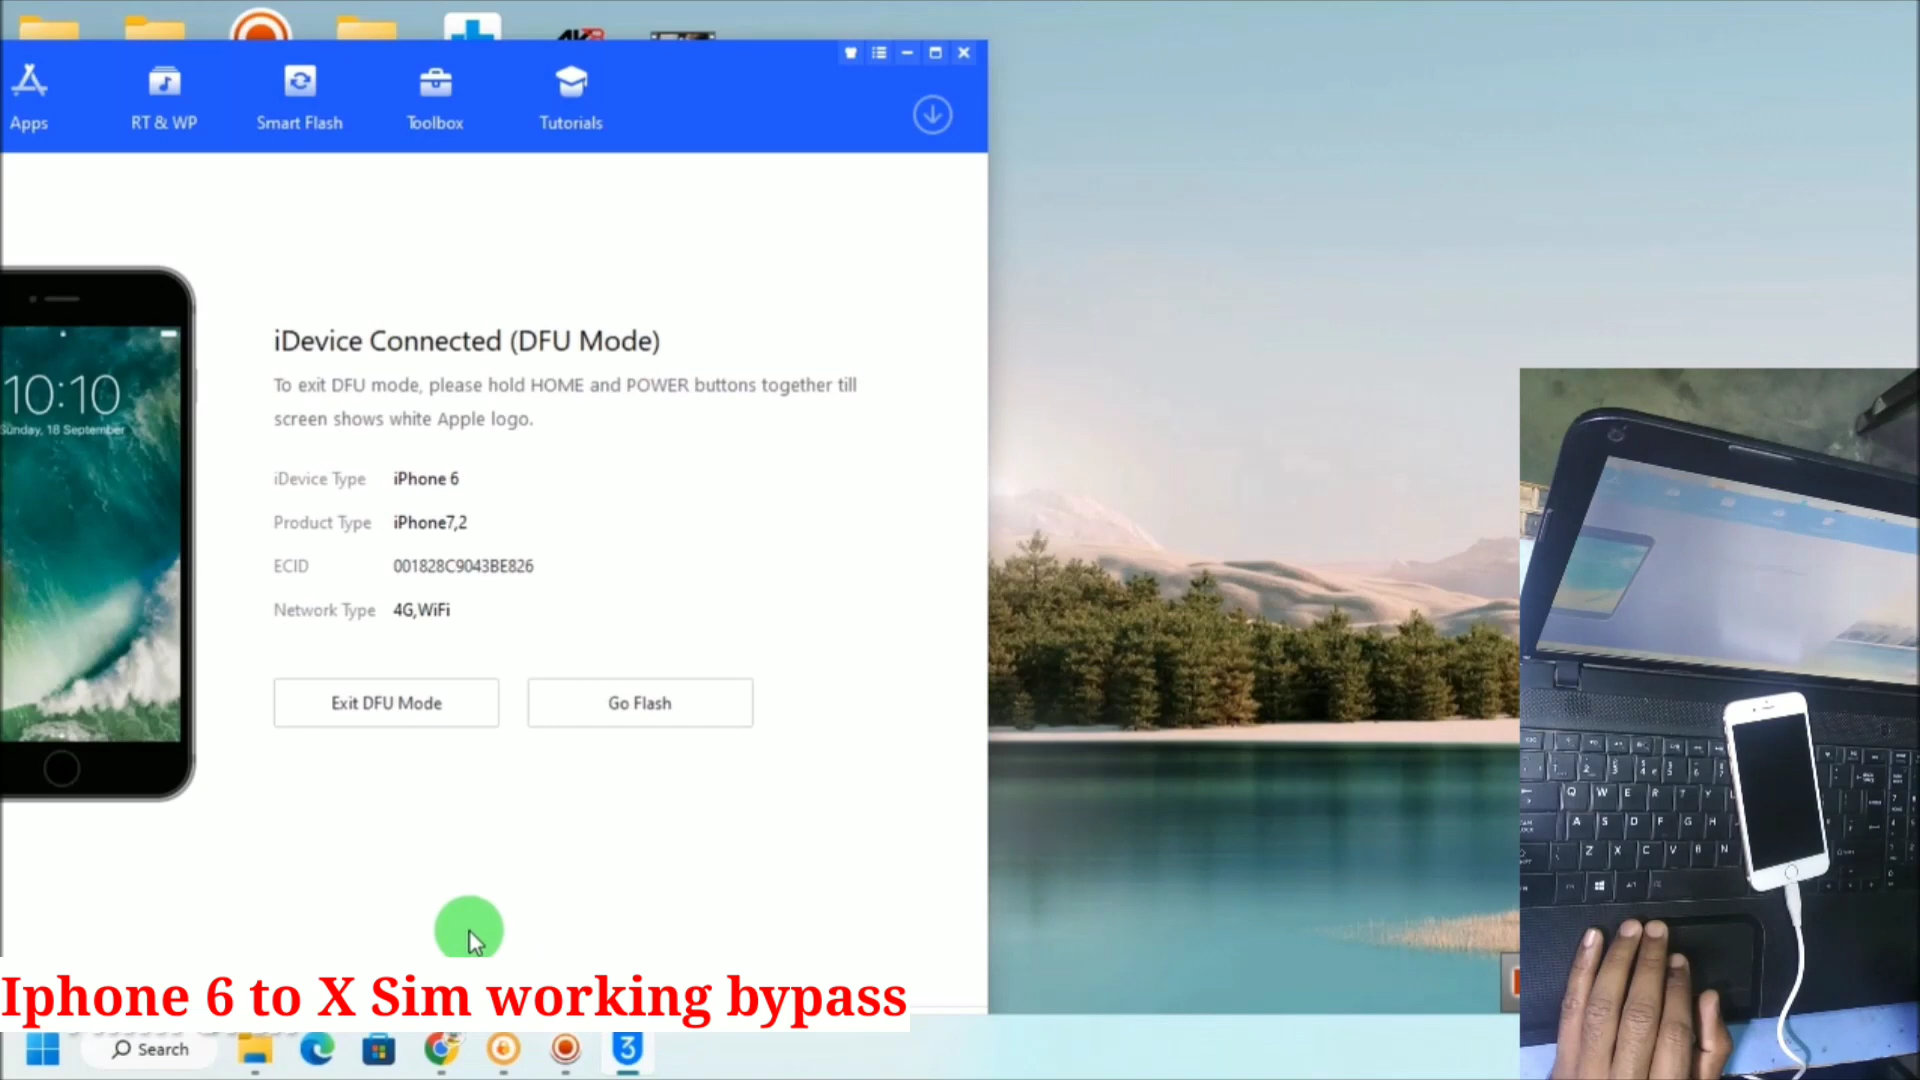 4K
Apps
RT & WP
Smart Flash
Toolbox
Tutorials
10:10
Sunday, 18 September
iDevice Connected (DFU Mode)
To exit DFU mode, please hold HOME and POWER buttons together till
screen shows white Apple logo.
iDevice Type iPhone 6
Product Type iPhone7,2
ECID 001828C9043BE826
Network Type 4G,WiFi
Exit DFU Mode
Go Flash
Q W E R T Y
A S D F G H
Z X C V B N
Iphone 6 to X Sim working bypass
Search
3